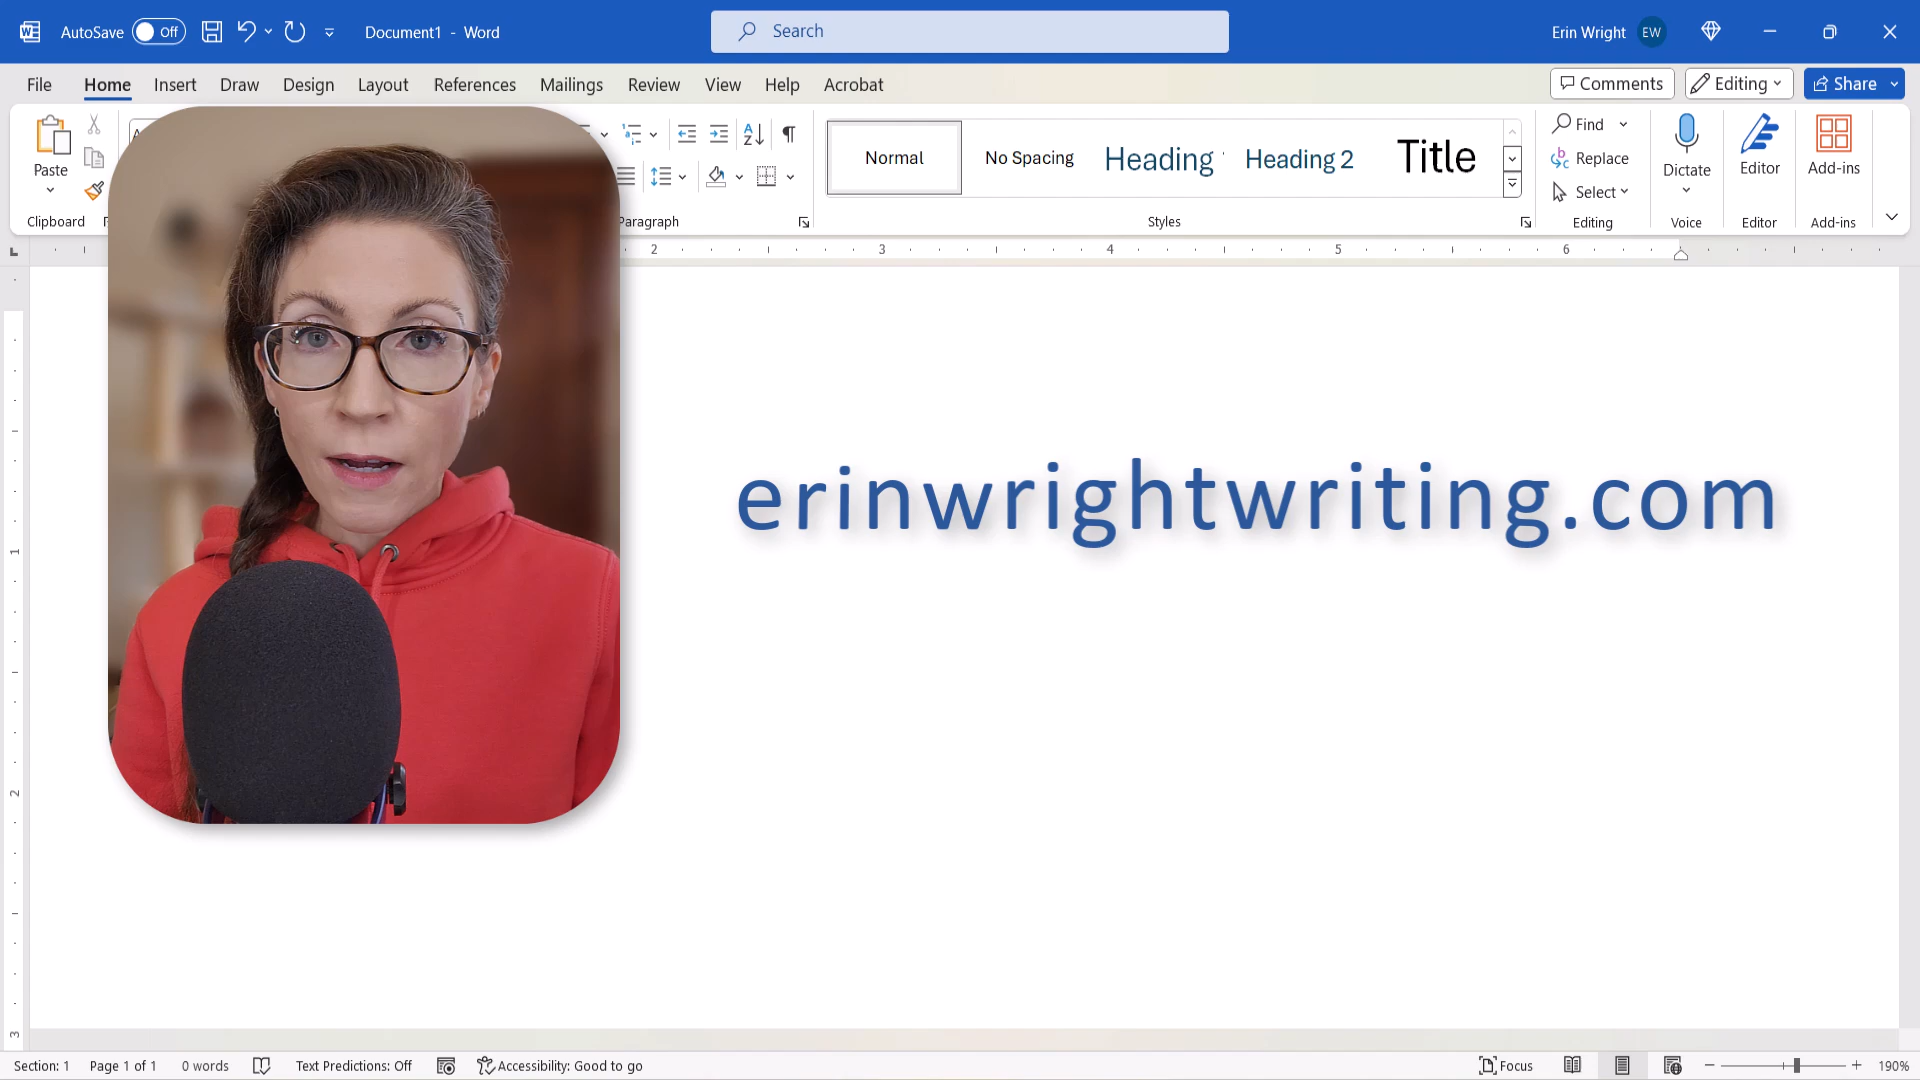 AutoSave Off Document1 - Word Search Erin Wright EW
File Home Insert Draw Design Layout References Mailings Review View Help Acrobat Comments Editing Share
Paste
Normal No Spacing Heading Heading 2 Title
Find
Replace
Select
Dictate Editor Add-ins
Clipboard Paragraph Styles Editing Voice Editor Add-ins
2 3 4 5 6
erinwrightwriting.com
1
2
3
Section: 1 Page 1 of 1 0 words Text Predictions: Off Accessibility: Good to go Focus 190%